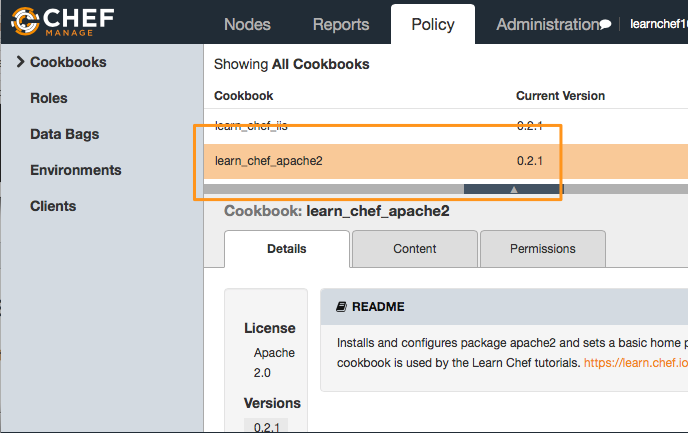 CHEF
MANAGE
Nodes Reports Policy Administration learnchef1
Cookbooks
Roles
Data Bags
Environments
Clients
Showing All Cookbooks
Cookbook Current Version
learn_chef_iis 0.2.1
learn_chef_apache2 0.2.1
Cookbook: learn_chef_apache2
Details Content Permissions
License
Apache
2.0
Versions
0.2.1
README
Installs and configures package apache2 and sets a basic home p
cookbook is used by the Learn Chef tutorials. https://learn.chef.io